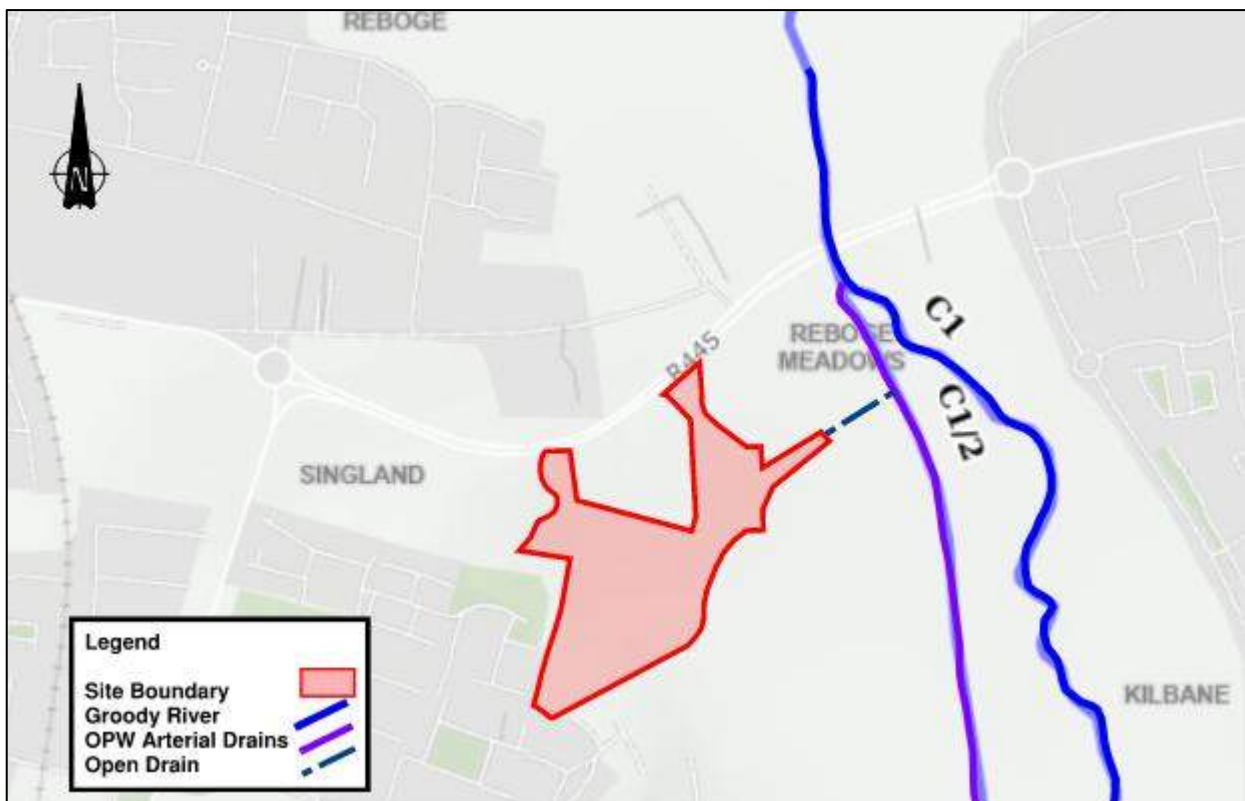 REBOGE
N
R445
C1
REBOGE
MEADOWS
C1/2
SINGLAND
KILBANE
Legend
Site Boundary
Groody River
OPW Arterial Drains
Open Drain